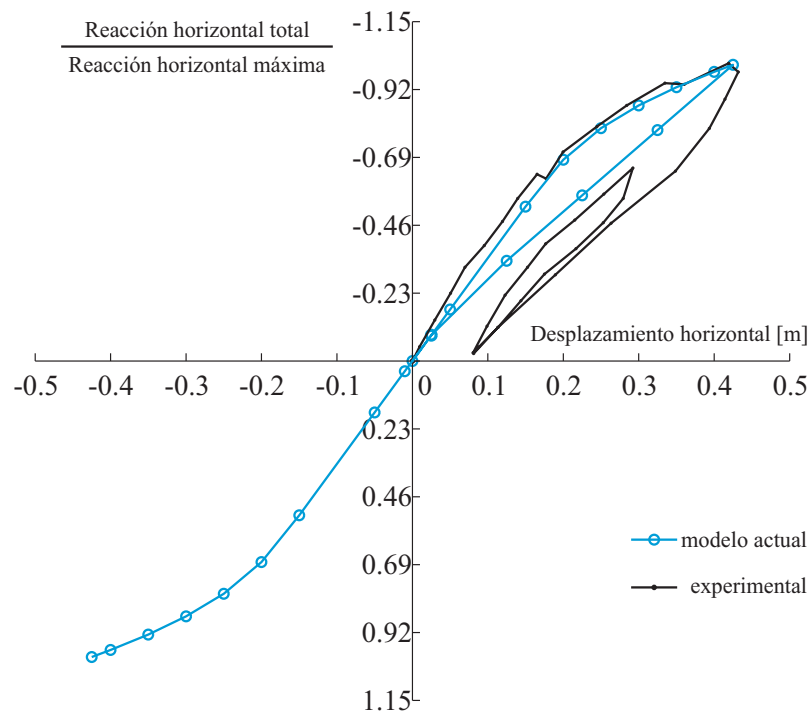 Reacción horizontal total
Reacción horizontal máxima
-1.15
-0.92
-0.69
-0.46
-0.23
Desplazamiento horizontal [m]
-0.5 -0.4 -0.3 -0.2 -0.1 0 0.1 0.2 0.3 0.4 0.5
0.23
0.46
0.69
0.92
1.15
modelo actual
experimental